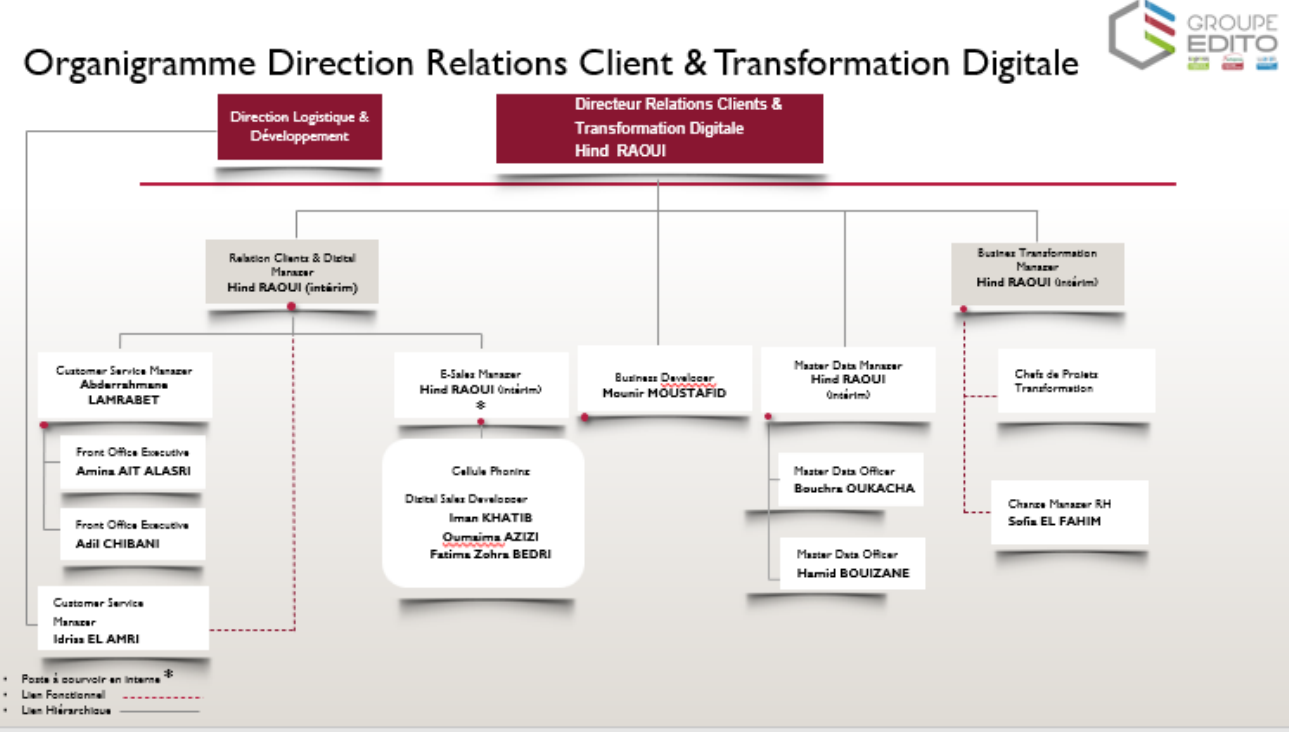 GROUPE
EDITO
Organigramme Direction Relations Client & Transformation Digitale
Direction Logistique &
Développement
Directeur Relations Clients &
Transformation Digitale
Hind RAOUI
Relation Clients & Digital
Manager
Hind RAOUI (intérim)
Busines Transformation
Manager
Hind RAOUI (intérim)
Customer Service Manager
Abderrahmane
LAMRABET
E-Sales Manager
Hind RAOUI (intérim)
*
Business Developer
Mounir MOUSTAFID
Master Data Manager
Hind RAOUI
(intérim)
Chefs de Projets
Transformation
Front Office Executive
Amina AIT ALASRI
Front Office Executive
Adil CHIBANI
Cellule Phoning
Digital Sales Developper
Iman KHATIB
Oumaima AZIZI
Fatima Zohra BEDRI
Master Data Officer
Bouchra OUKACHA
Master Data Officer
Hamid BOUIZANE
Change Manager RH
Sofia EL FAHIM
Customer Service
Manager
Idriss EL AMRI
• Poste à pourvoir en interne *
• Lien Fonctionnel
• Lien Hiérarchique